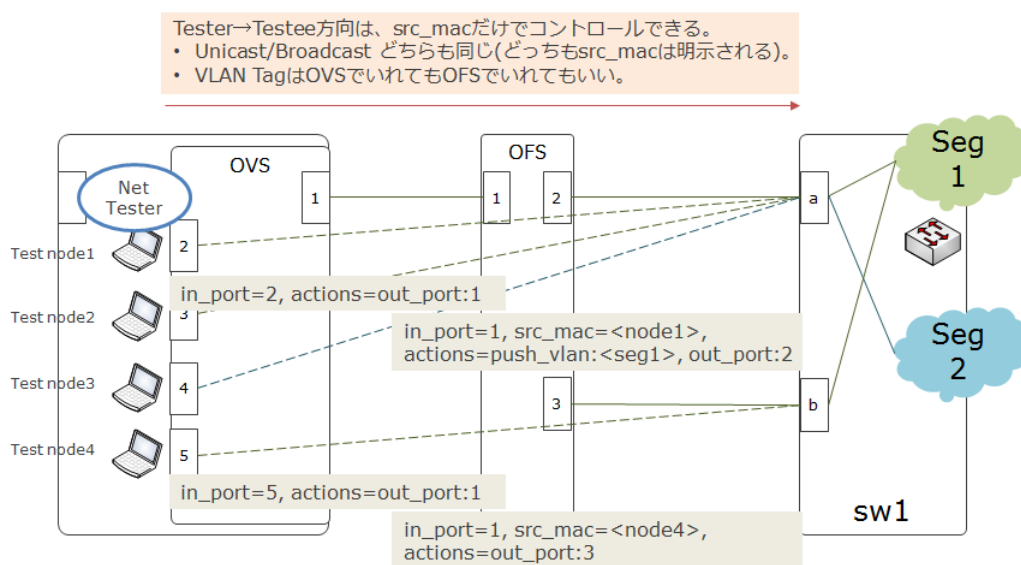 Tester→Testee方向は、src_macだけでコントロールできる。
• Unicast/Broadcast どちらも同じ(どっちもsrc_macは明示される)。
• VLAN TagはOVSでいれてもOFSでいれてもいい。
OVS
OFS
Seg
1
Net
Tester
1
1
2
a
Test node1
2
in_port=2, actions=out_port:1
Test node2
3
in_port=1, src_mac=<node1>,
actions=push_vlan:<seg1>, out_port:2
Seg
2
Test node3
4
3
b
Test node4
5
in_port=5, actions=out_port:1
sw1
in_port=1, src_mac=<node4>,
actions=out_port:3